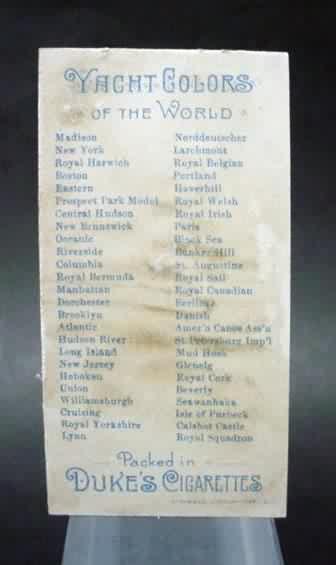 YACHT COLORS
OF THE WORLD
Madison
New York
Royal Harwich
Boston
Eastern
Prospect Park Model
Central Hudson
New Brunswick
Oceanic
Riverside
Columbia
Royal Bermuda
Manhattan
Dorchester
Brooklyn
Atlantic
Hudson River
Long Island
New Jersey
Hoboken
Union
Williamsburgh
Cruising
Royal Yorkshire
Lynn
Norddeutscher
Larchmont
Royal Belgian
Portland
Haverhill
Royal Welsh
Royal Irish
Paris
Black Sea
Bunker Hill
St. Augustine
Royal Sail
Royal Canadian
Berlin
Danish
Amer'n Canoe Ass'n
St. Petersburg Imp'l
Mud Hook
Glenelg
Royal Cork
Beverly
Seawanhaka
Isle of Purbeck
Calshot Castle
Royal Squadron
Packed in
DUKE'S CIGARETTES